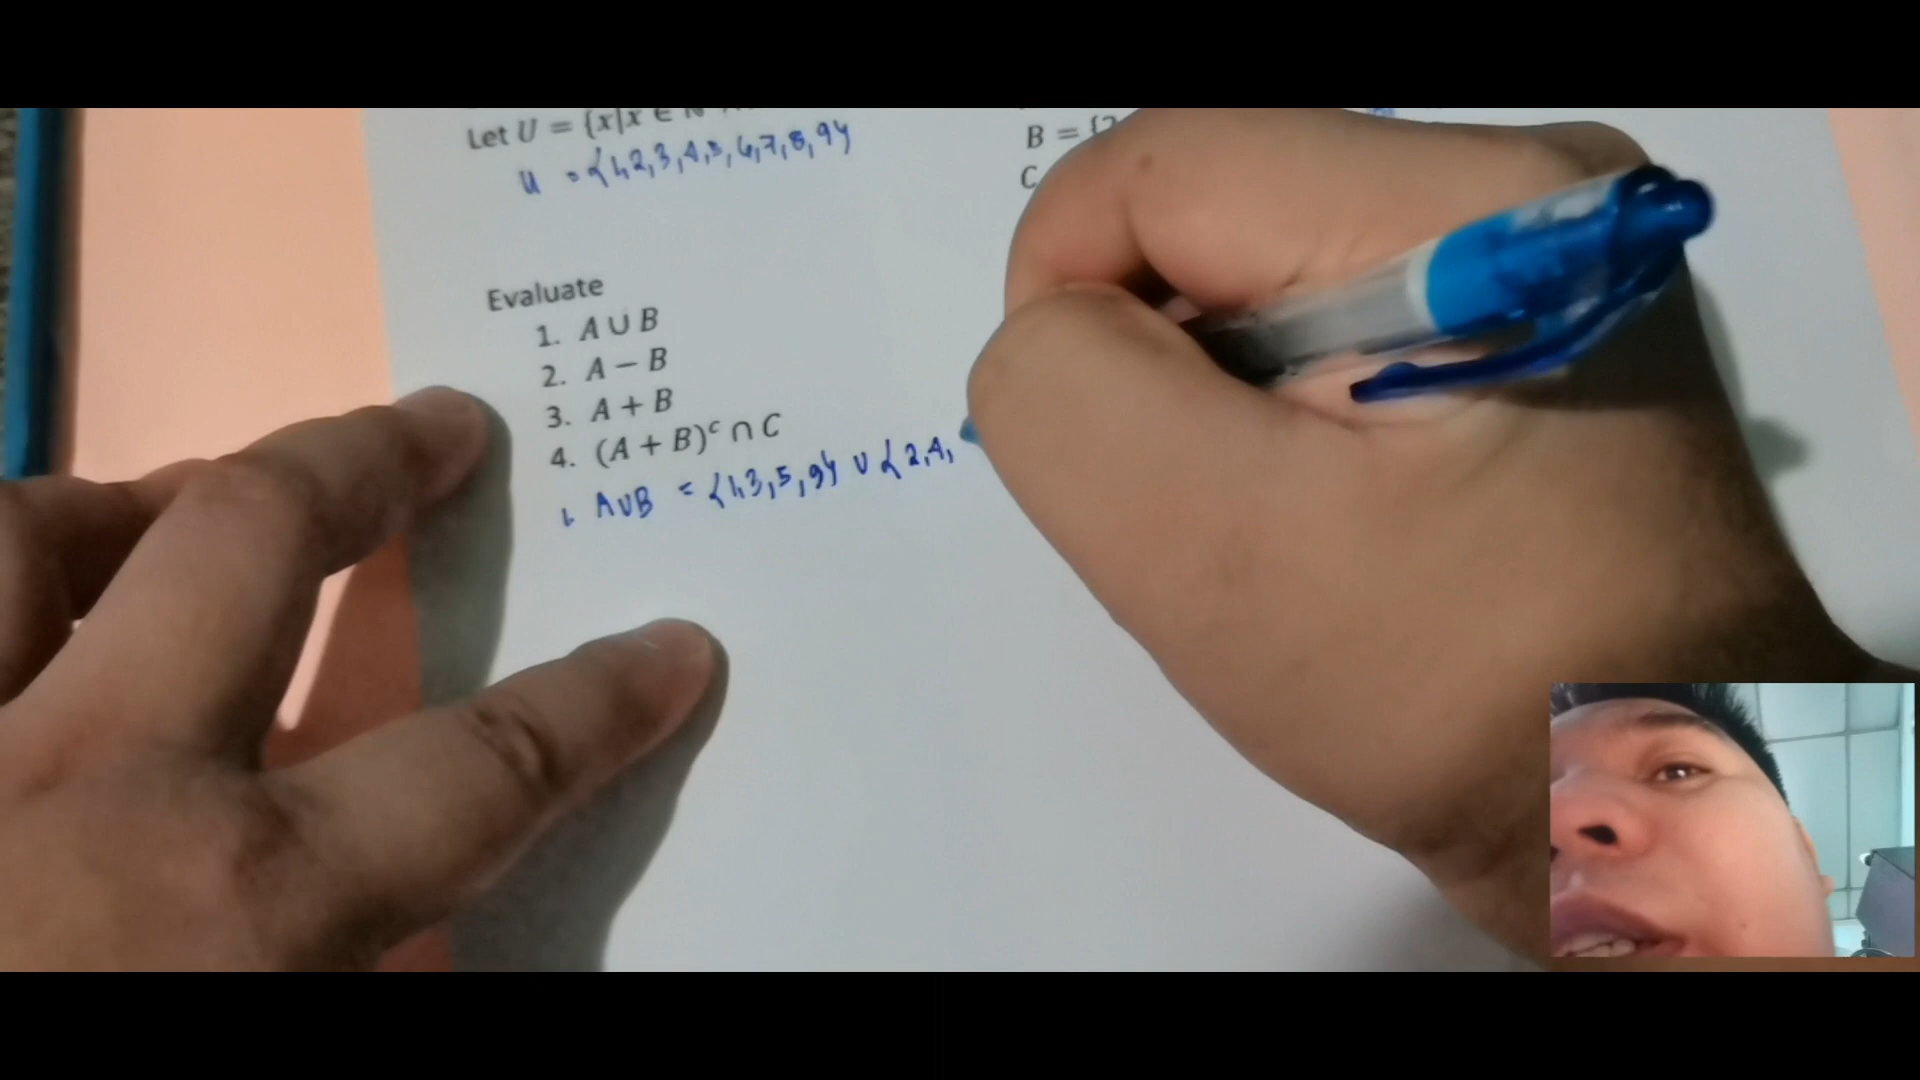 Let U = {x|x ∈ N
B = {2
U = {1,2,3,4,5,6,7,8,9}
C
Evaluate
1. A ∪ B
2. A − B
3. A + B
4. (A + B)ᶜ ∩ C
1. A∪B = {1,3,5,9} ∪ {2,4,